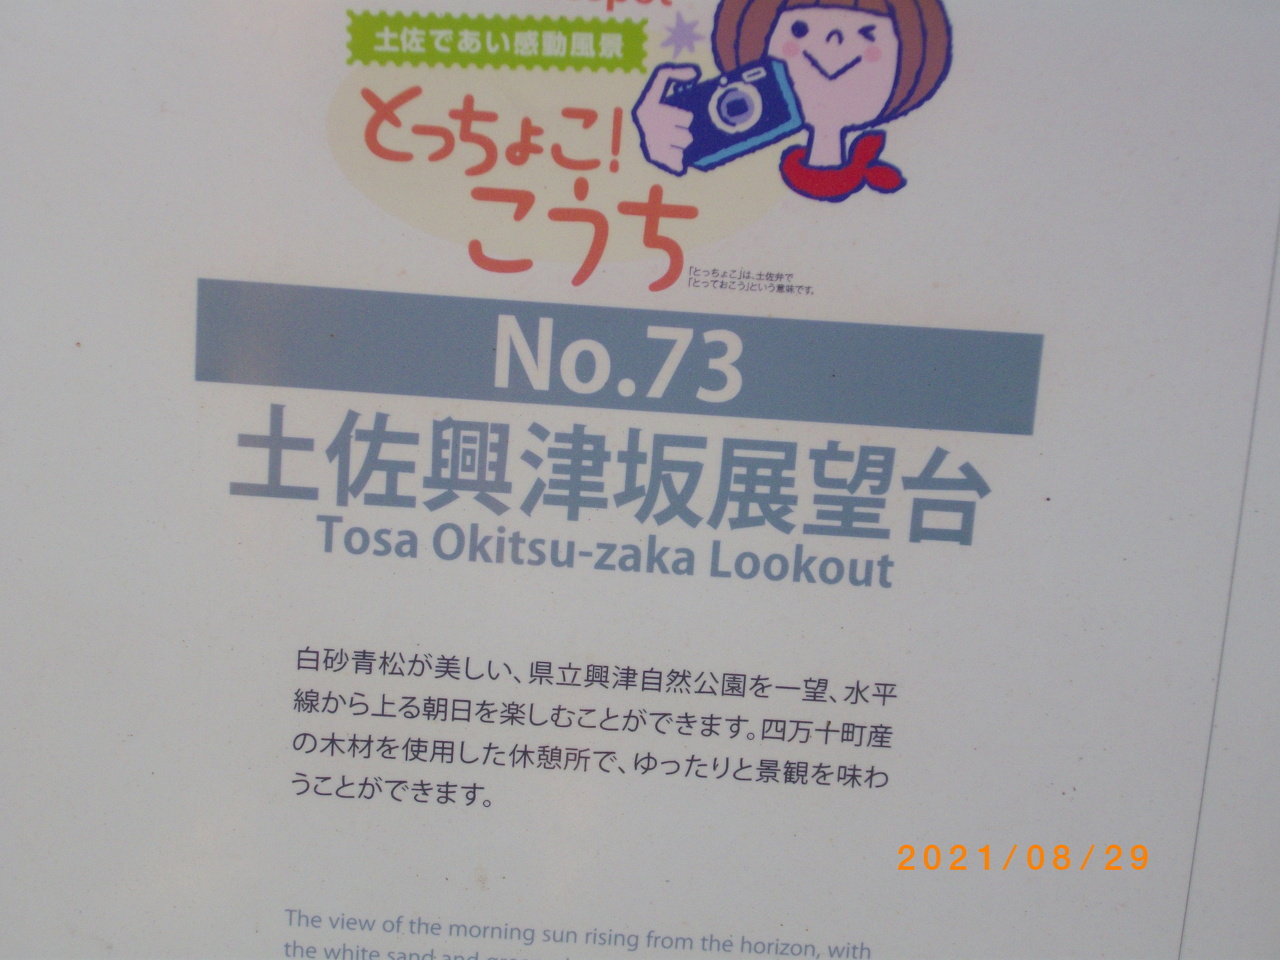 土佐であい感動風景
とっちょこ!
こうち
「とっちょこ」は、土佐弁で
「とっておこう」という意味です。
No.73
土佐興津坂展望台
Tosa Okitsu-zaka Lookout
白砂青松が美しい、県立興津自然公園を一望、水平
線から上る朝日を楽しむことができます。四万十町産
の木材を使用した休憩所で、ゆったりと景観を味わ
うことができます。
2021/08/29
The view of the morning sun rising from the horizon, with
the white sand and